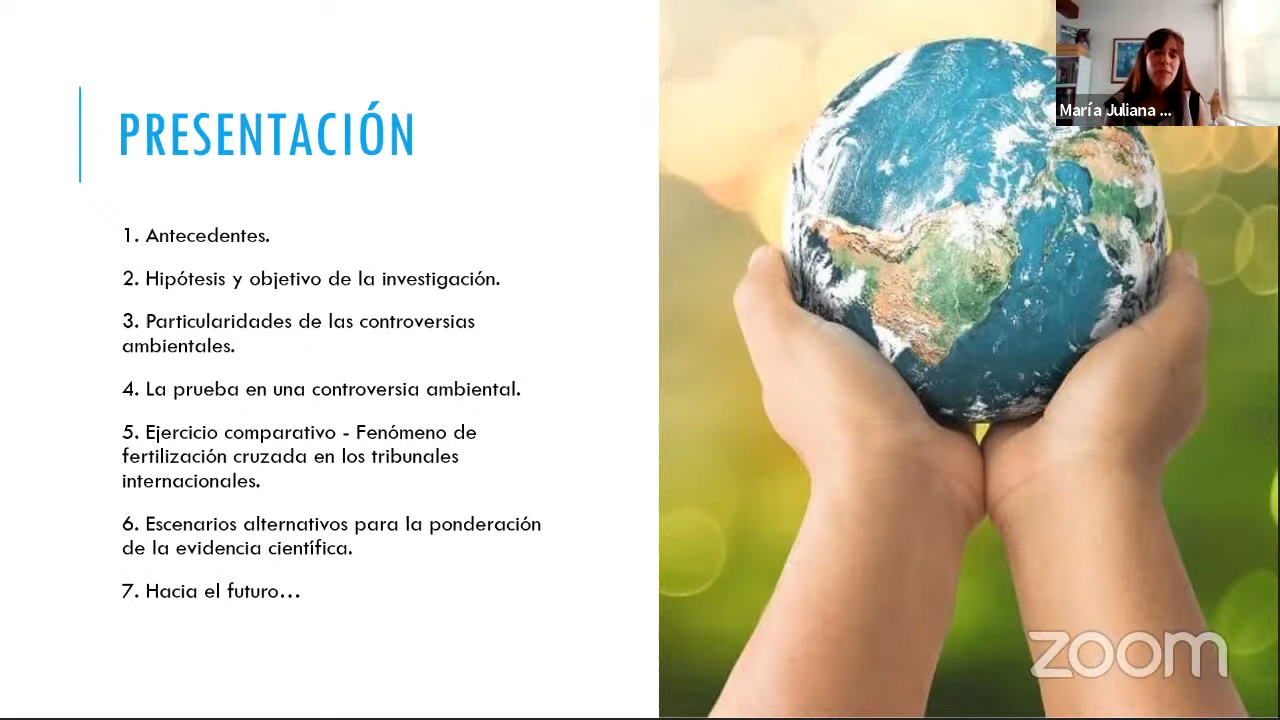 PRESENTACIÓN
1. Antecedentes.
2. Hipótesis y objetivo de la investigación.
3. Particularidades de las controversias
ambientales.
4. La prueba en una controversia ambiental.
5. Ejercicio comparativo - Fenómeno de
fertilización cruzada en los tribunales
internacionales.
6. Escenarios alternativos para la ponderación
de la evidencia científica.
7. Hacia el futuro...
María Juliana ...
zoom